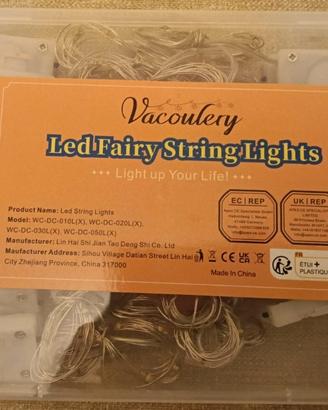 Vacoulery
Led Fairy String Lights
Light up Your Life!
Product Name: Led String Lights
Model: WC-DC-010L(X), WC-DC-020L(X),
WC-DC-030L(X), WC-DC-050L(X)
Manufacturer: Lin Hai Shi Jian Tao Deng Shi Co. Ltd
Manufacturer Address: Sihou Village Datian Street Lin Hai
City Zhejiang Province, China 317000
EC REP
UK REP
CE UKCA
Made In China
FR
ÉTUI +
PLASTIQUE